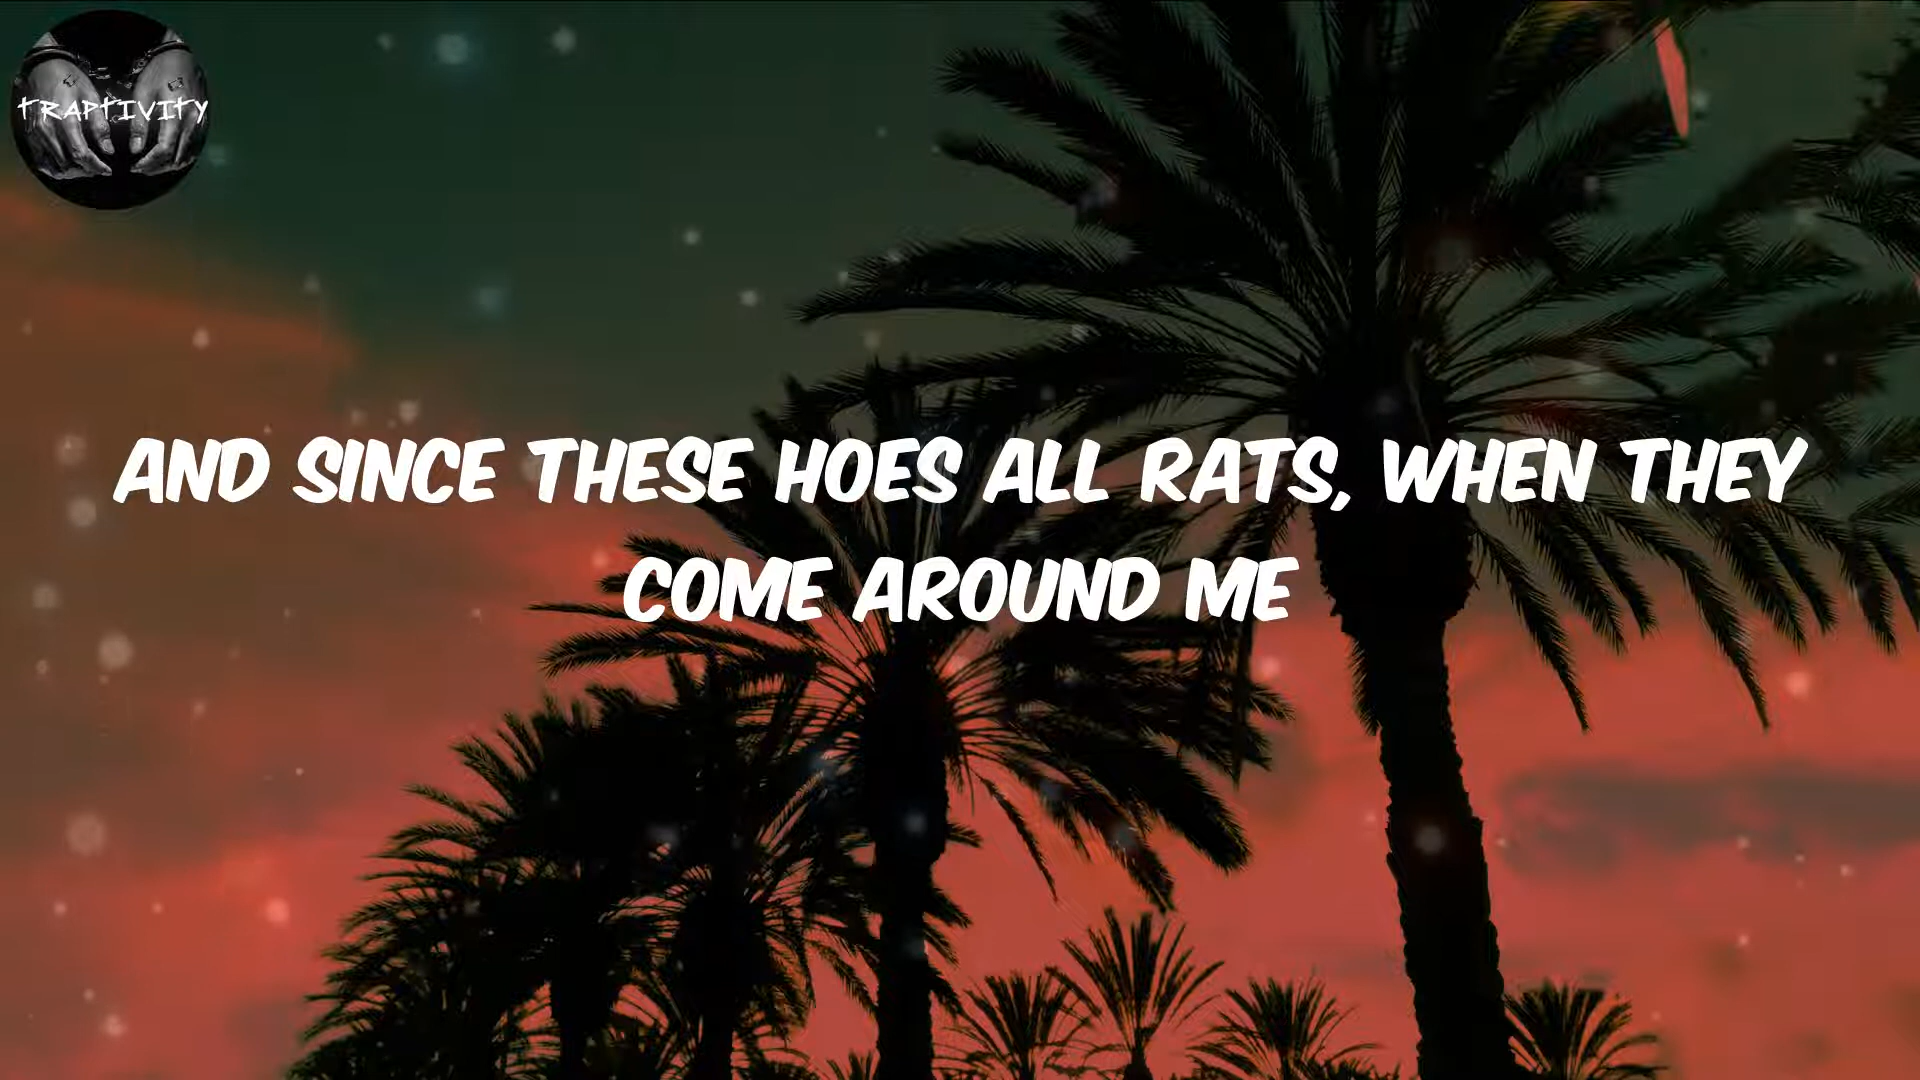 TRAPTIVITY
AND SINCE THESE HOES ALL RATS, WHEN THEY
COME AROUND ME